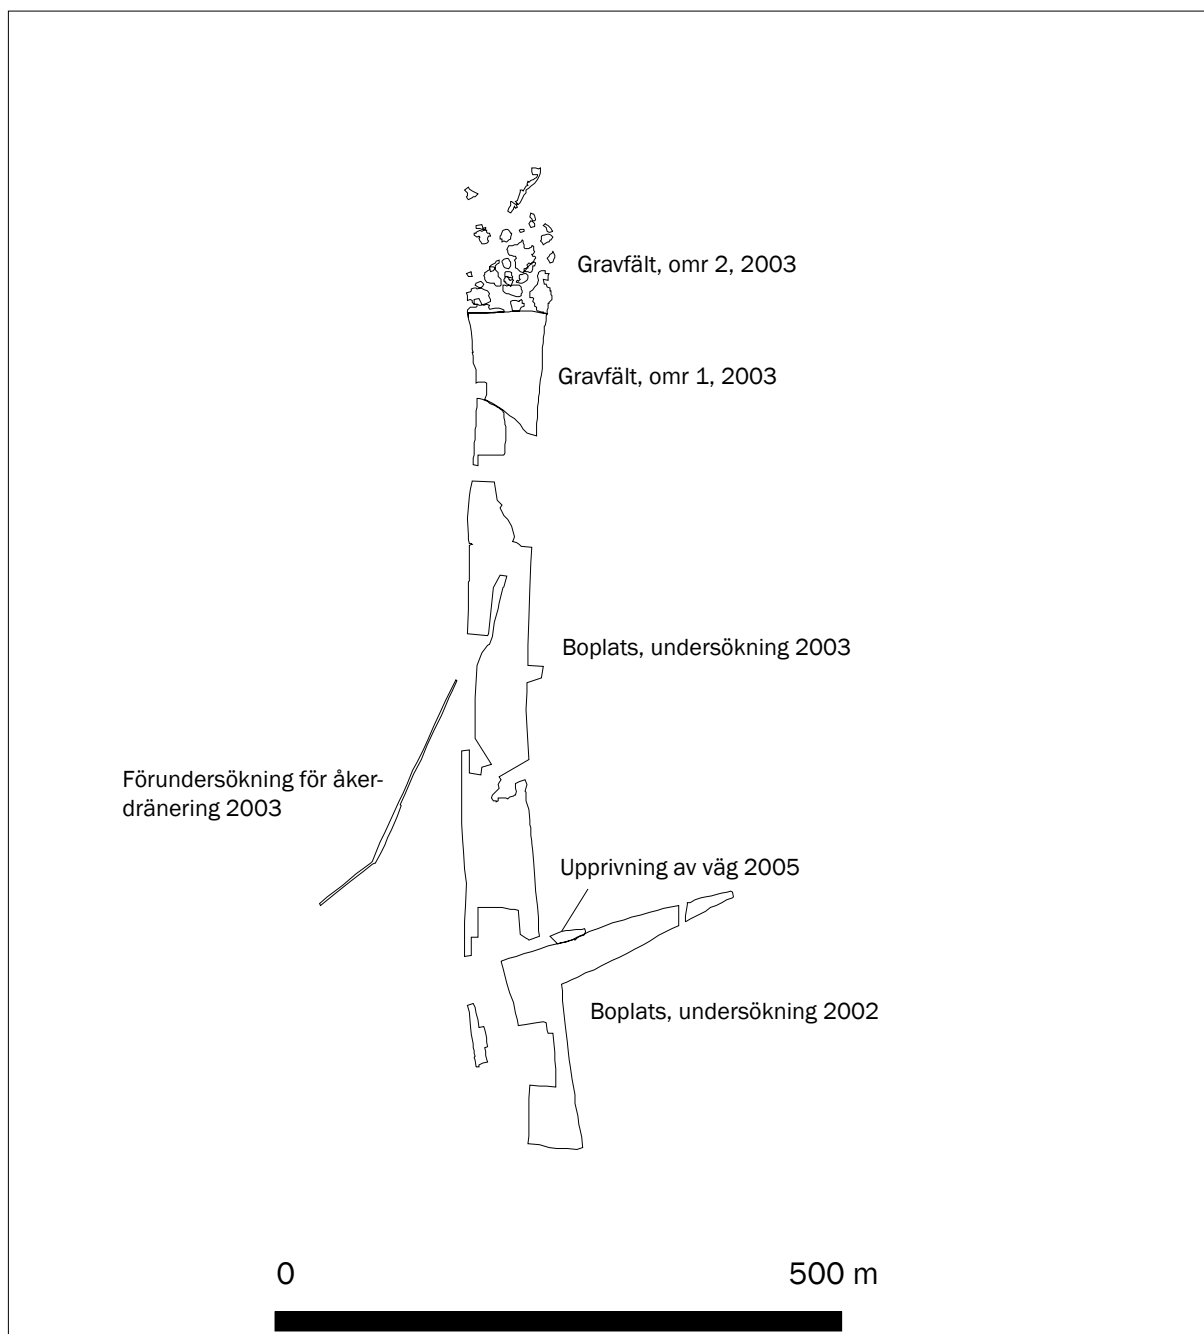 Gravfält, omr 2, 2003
Gravfält, omr 1, 2003
Boplats, undersökning 2003
Förundersökning för åker-
dränering 2003
Upprivning av väg 2005
Boplats, undersökning 2002
0 500 m